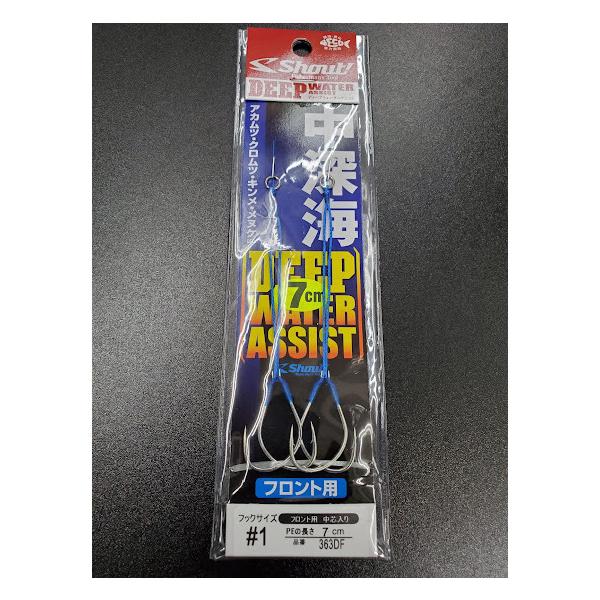 Shout!
Fisherman's Tool
DEEP WATER
ASSIST
中深海
アカムツ・クロムツ・キンメ・メヌケ
DEEP
7cm
WATER
ASSIST
Shout!
フロント用
フックサイズ
#1
フロント用 中芯入り
PEの長さ 7cm
品番 363DF